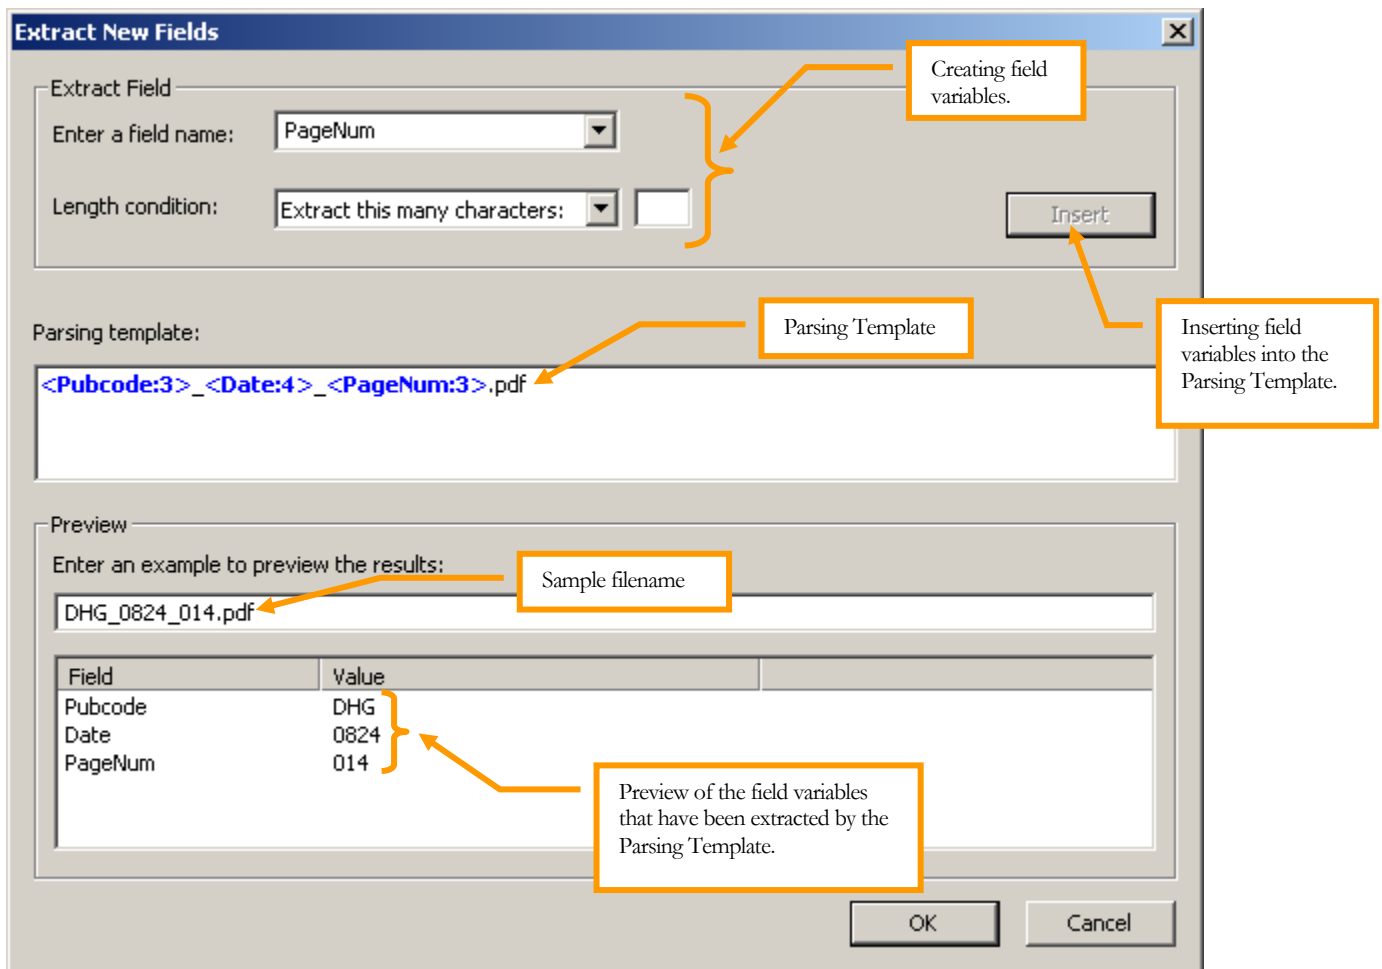 Extract New Fields
Creating field
variables.
Extract Field
Enter a field name:
PageNum
Length condition:
Extract this many characters:
Insert
Parsing template:
Parsing Template
Inserting field
variables into the
Parsing Template.
<Pubcode:3>_<Date:4>_<PageNum:3>.pdf
Preview
Enter an example to preview the results:
Sample filename
DHG_0824_014.pdf
Field Value
Pubcode DHG
Date 0824
PageNum 014
Preview of the field variables
that have been extracted by the
Parsing Template.
OK Cancel